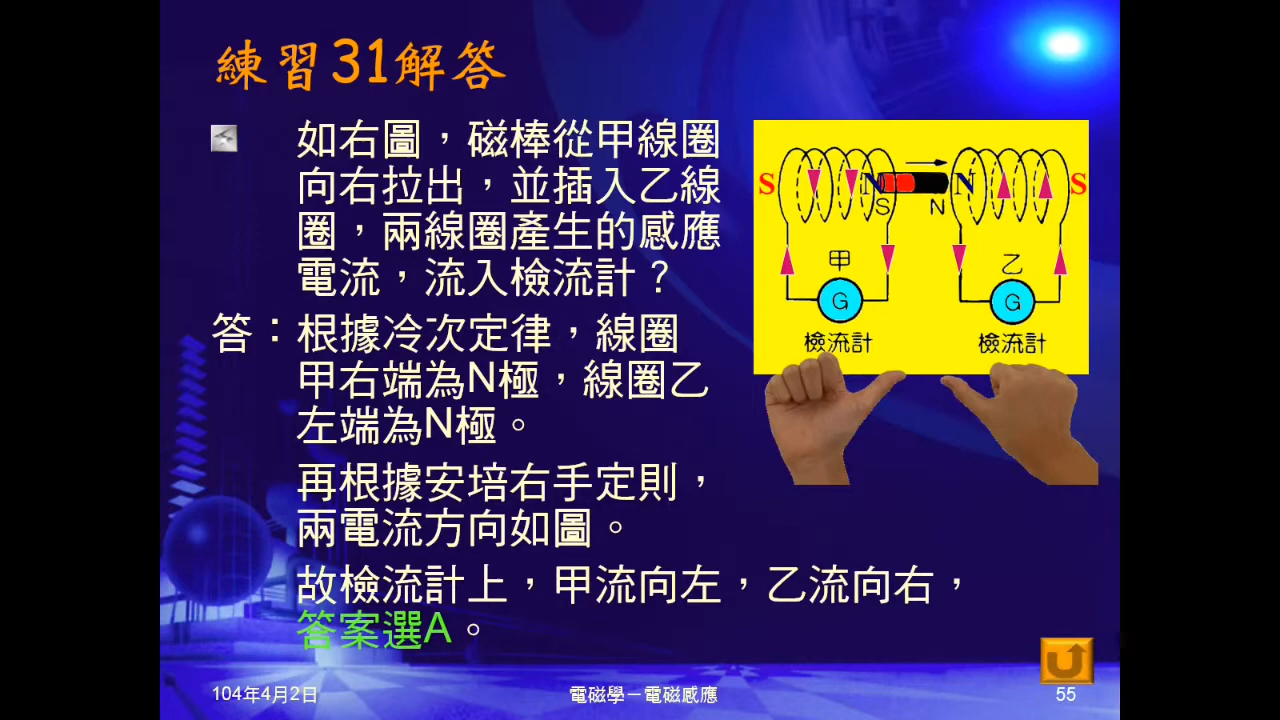 練習31解答
如右圖，磁棒從甲線圈
向右拉出，並插入乙線
圈，兩線圈產生的感應
電流，流入檢流計？
答：根據冷次定律，線圈
甲右端為N極，線圈乙
左端為N極。
再根據安培右手定則，
兩電流方向如圖。
故檢流計上，甲流向左，乙流向右，
答案選A。
S N N S
S N
甲 乙
G G
檢流計 檢流計
104年4月2日 電磁學－電磁感應 55